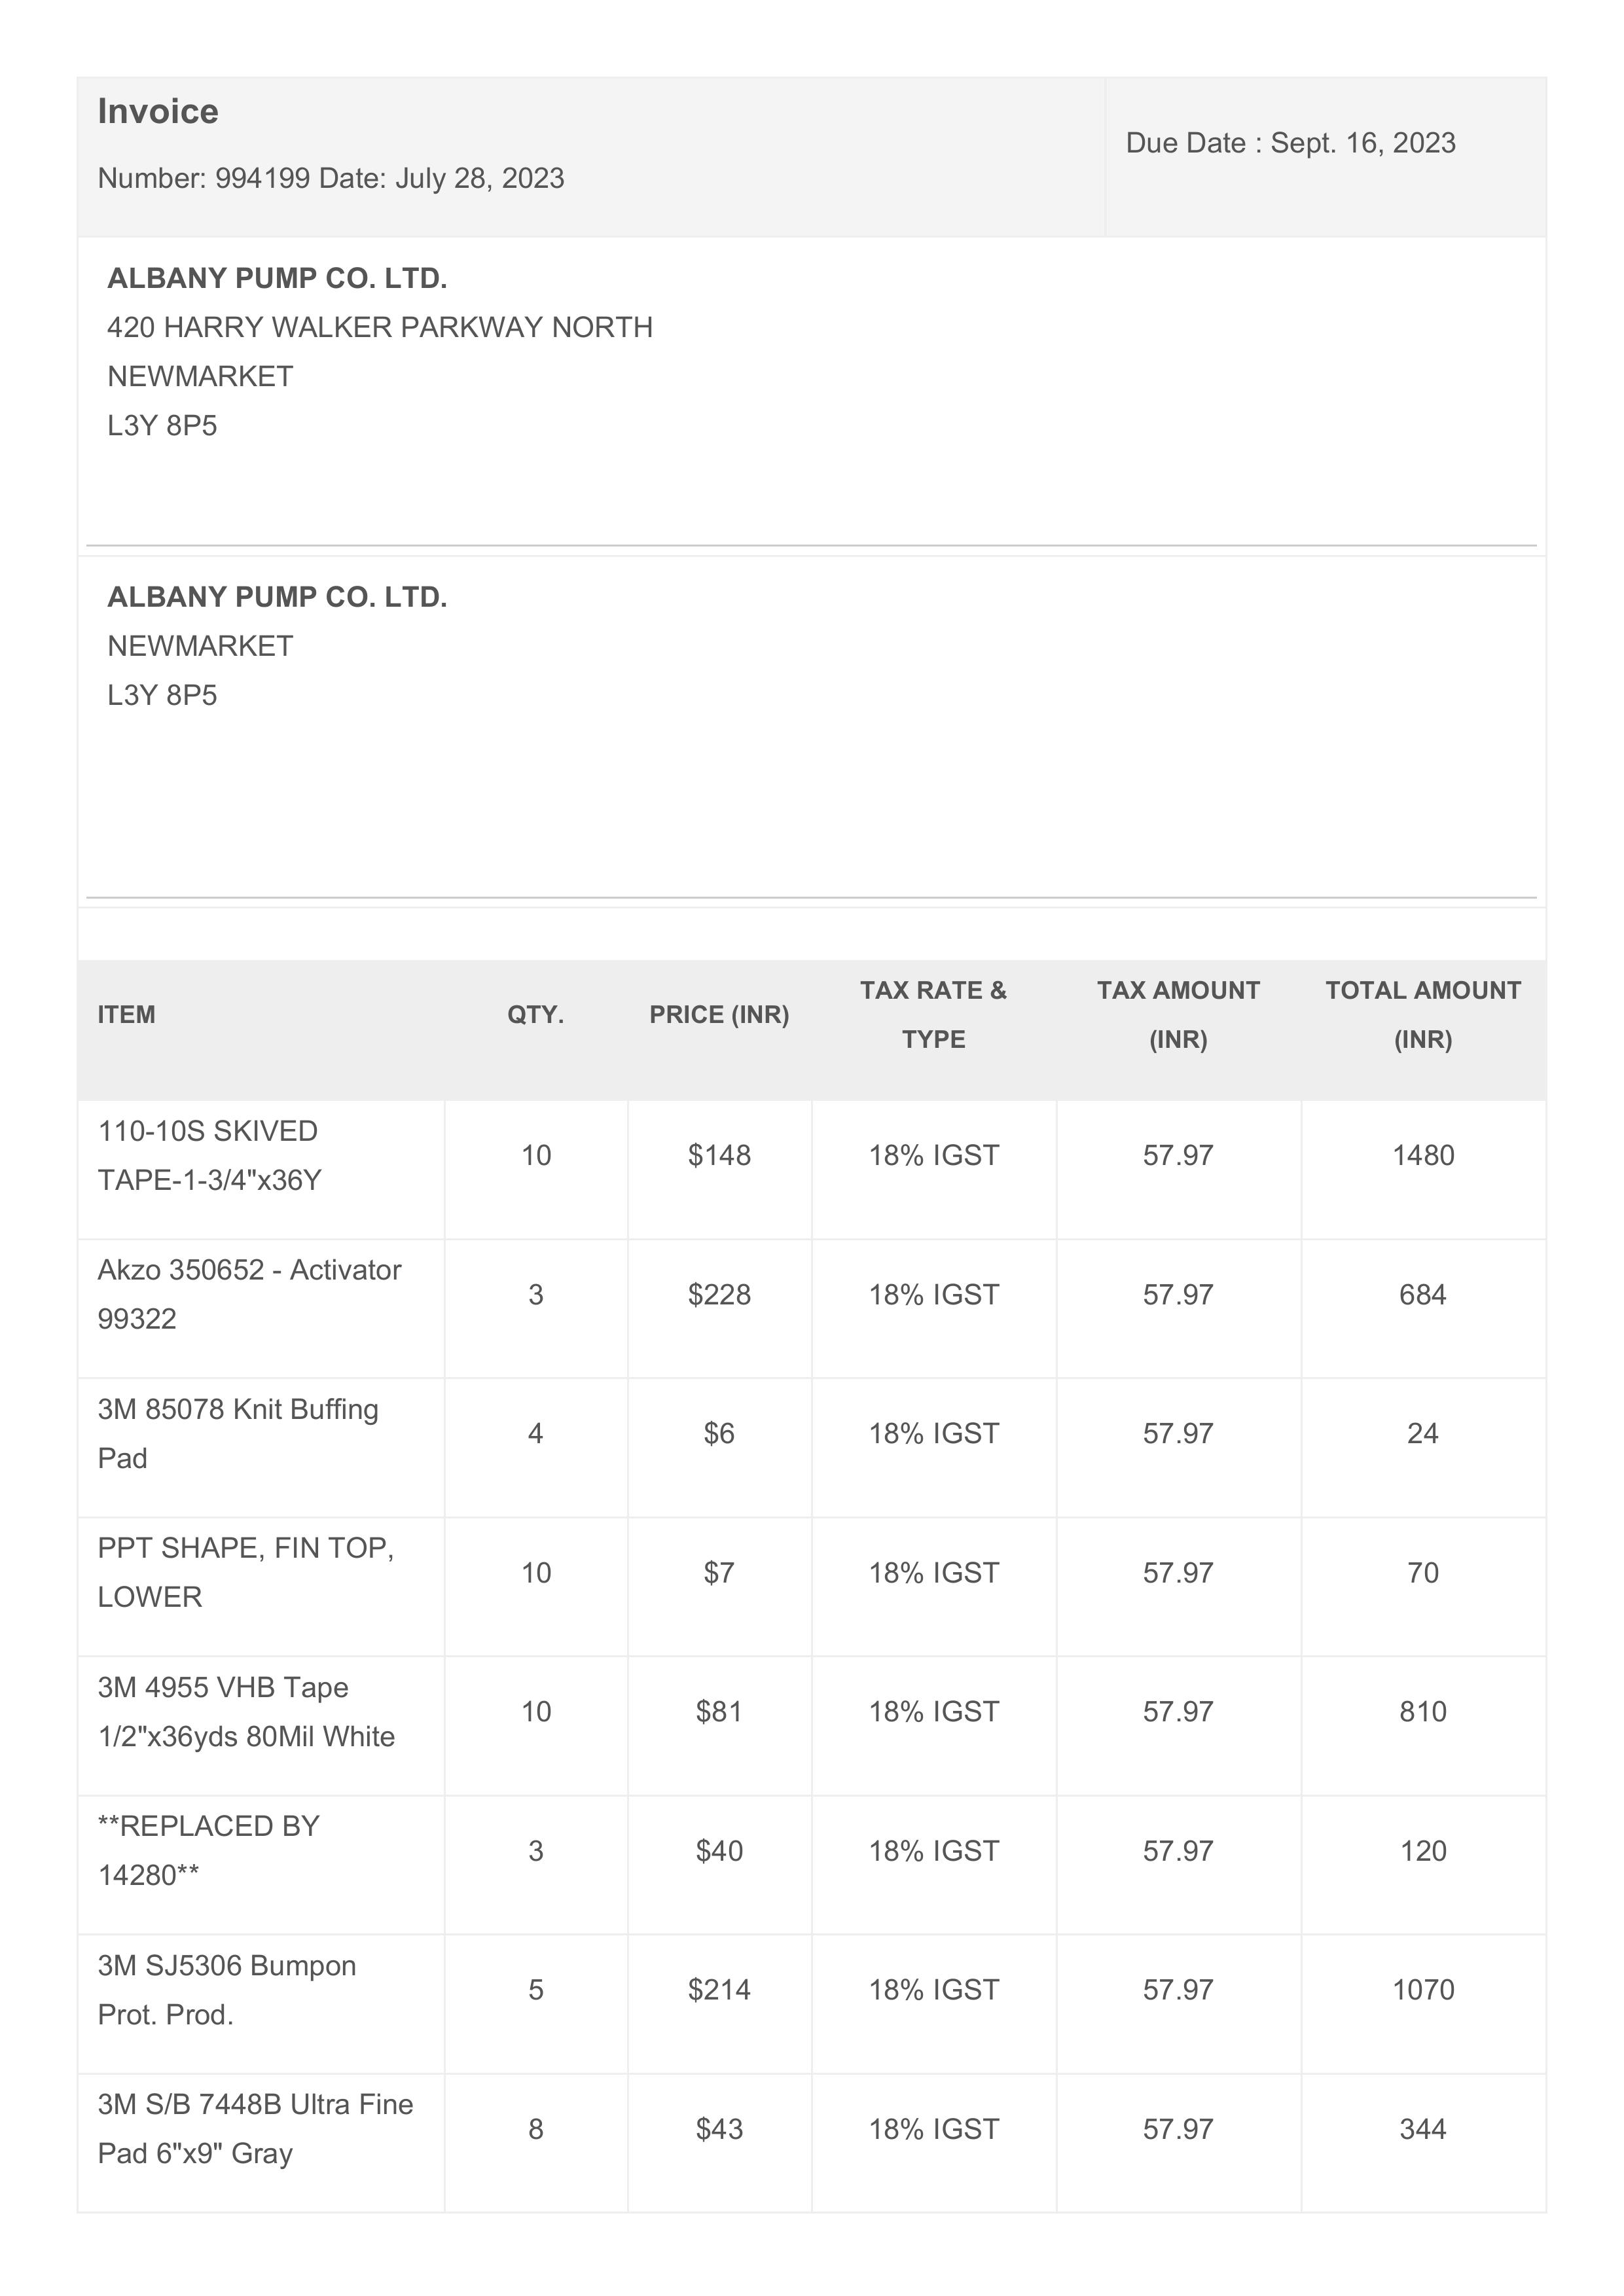 Invoice
Number: 994199 Date: July 28, 2023
Due Date : Sept. 16, 2023
ALBANY PUMP CO. LTD.
420 HARRY WALKER PARKWAY NORTH
NEWMARKET
L3Y 8P5
ALBANY PUMP CO. LTD.
NEWMARKET
L3Y 8P5
ITEM QTY. PRICE (INR) TAX RATE & TYPE TAX AMOUNT (INR) TOTAL AMOUNT (INR)
110-10S SKIVED
TAPE-1-3/4"x36Y
10 $148 18% IGST 57.97 1480
Akzo 350652 - Activator
99322
3 $228 18% IGST 57.97 684
3M 85078 Knit Buffing
Pad
4 $6 18% IGST 57.97 24
PPT SHAPE, FIN TOP,
LOWER
10 $7 18% IGST 57.97 70
3M 4955 VHB Tape
1/2"x36yds 80Mil White
10 $81 18% IGST 57.97 810
**REPLACED BY
14280**
3 $40 18% IGST 57.97 120
3M SJ5306 Bumpon
Prot. Prod.
5 $214 18% IGST 57.97 1070
3M S/B 7448B Ultra Fine
Pad 6"x9" Gray
8 $43 18% IGST 57.97 344